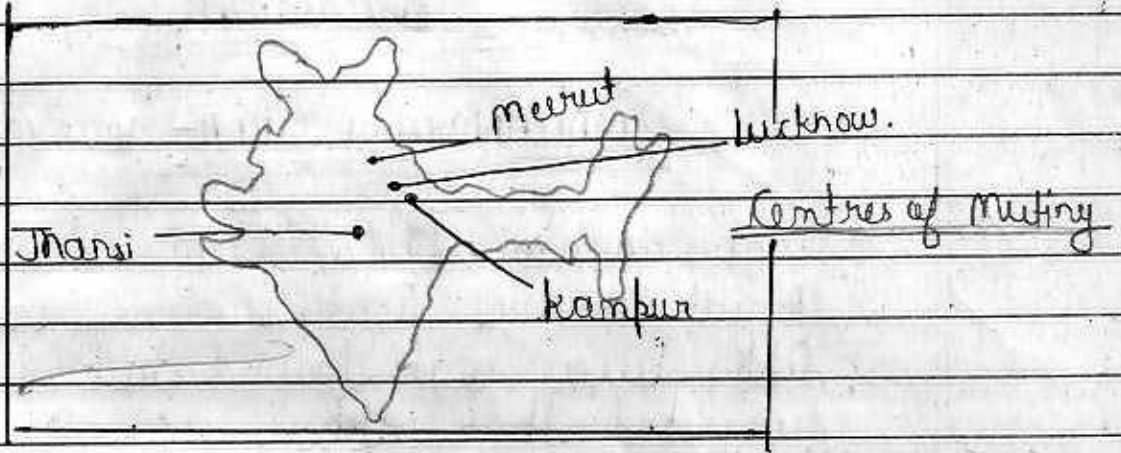 Meerut
Lucknow.
Centres of Mutiny
Jhansi
Kanpur